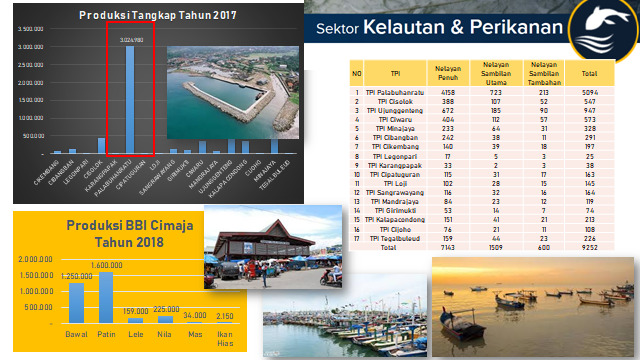 Produksi Tangkap Tahun 2017
3.500.000
3.024.980
3.000.000
2.500.000
2.000.000
1.500.000
1.000.000
500.000
-
CIKEMBANG
CIBANGBAN
LEGONPARI
CISOLOK
KARANGPAPAK
PALABUHANRATU
CIPATUGURAN
LOJI
SANGRAWAYANG
GIRIMUKTI
CIWARU
MANDRAJAYA
UJUNGGENTENG
KALAPACONDONG
CIJOHO
MINAJAYA
TEGALBULEUD
Sektor Kelautan & Perikanan
NO TPI Nelayan Penuh Nelayan Sambilan Utama Nelayan Sambilan Tambahan Total
1 TPI Palabuhanratu 4158 723 213 5094
2 TPI Cisolok 388 107 52 547
3 TPI Ujunggenteng 672 185 90 947
4 TPI Ciwaru 404 112 57 573
5 TPI Minajaya 233 64 31 328
6 TPI Cibangban 242 38 11 291
7 TPI Cikembang 140 39 18 197
8 TPI Legonpari 17 5 3 25
9 TPI Karangpapak 33 2 3 38
10 TPI Cipatuguran 115 31 17 163
11 TPI Loji 102 28 15 145
12 TPI Sangrawayang 116 32 16 164
13 TPI Mandrajaya 84 23 12 119
14 TPI Girimukti 53 14 7 74
15 TPI Kalapacondong 151 41 21 213
16 TPI Cijoho 76 21 11 108
17 TPI Tegalbuleud 159 44 23 226
Total 7143 1509 600 9252
Produksi BBI Cimaja
Tahun 2018
2.000.000
1.500.000
1.000.000
500.000
-
1.250.000
1.600.000
159.000
225.000
34.000
2.150
Bawal Patin Lele Nila Mas Ikan
Hias